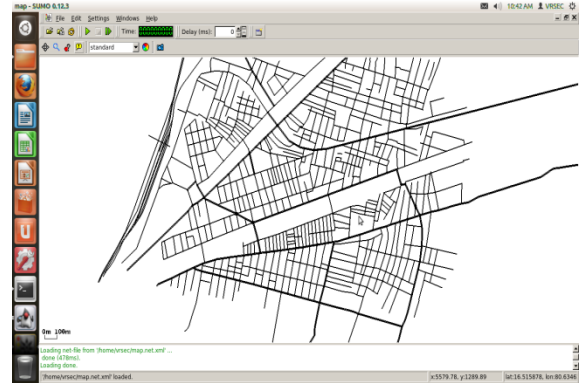 map - SUMO 0.12.3
10:42 AM VRSEC
File Edit Settings Windows Help
Time: Delay (ms): 0
standard
0m 100m
Loading net-file from '/home/vrsec/map.net.xml' ...
done (478ms).
Loading done.
'/home/vrsec/map.net.xml' loaded.
x:5579.78, y:1289.89
lat:16.515878, lon:80.6346